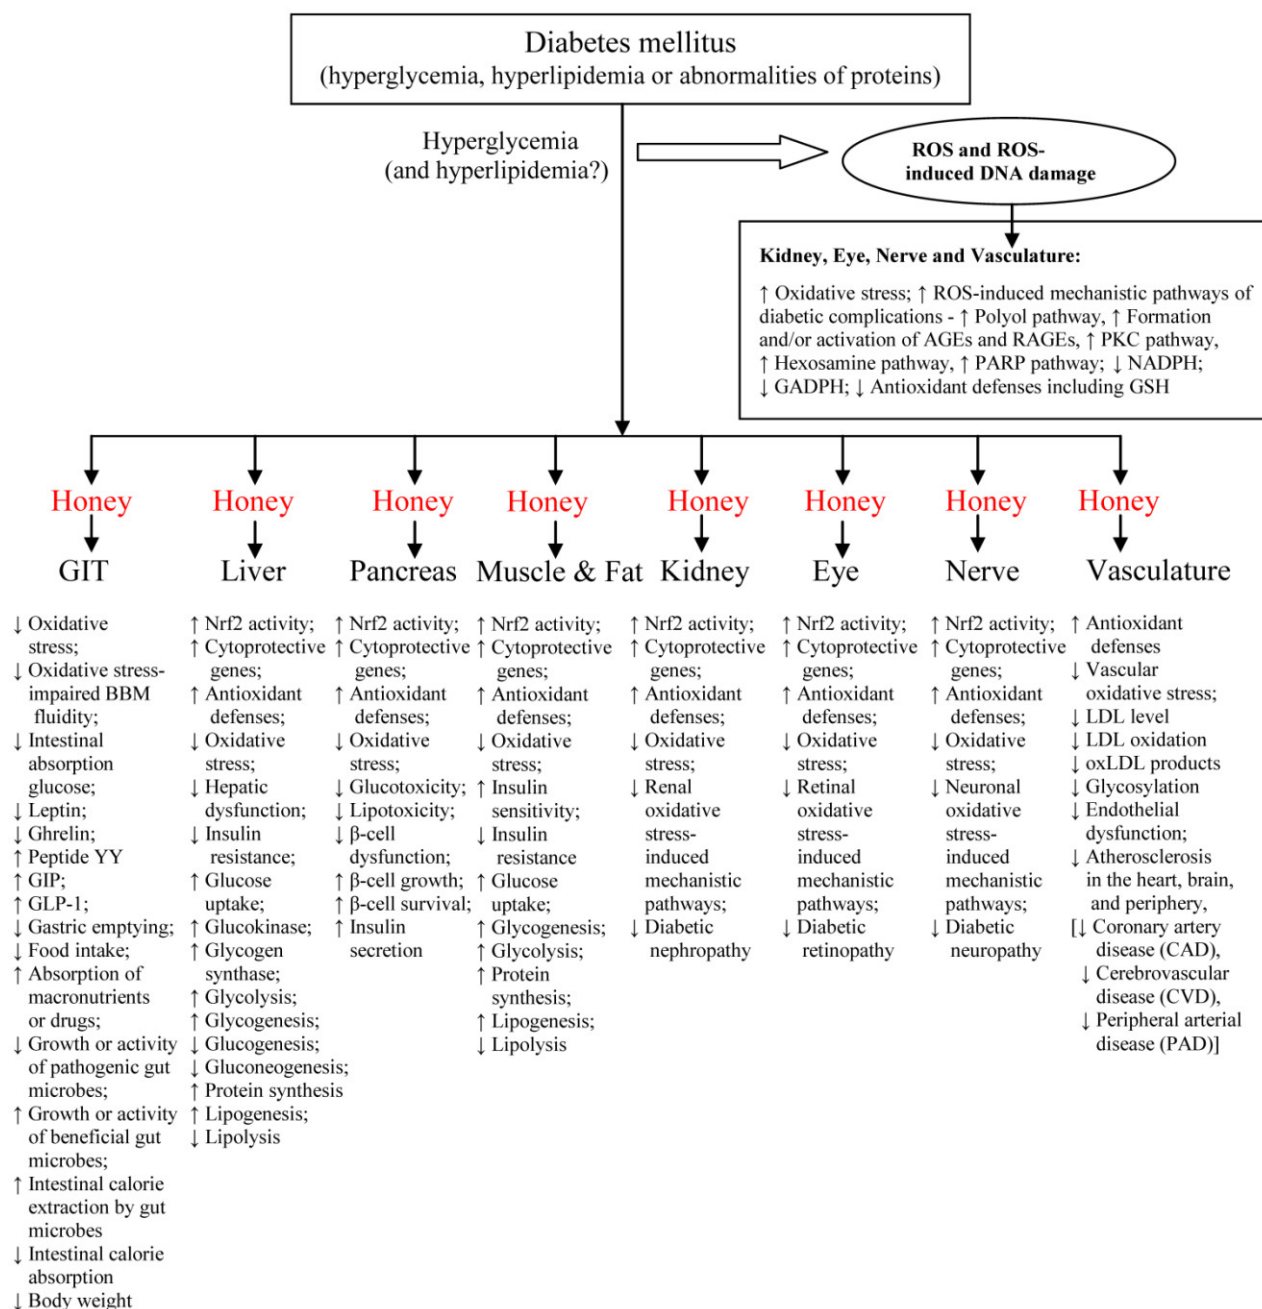 Diabetes mellitus
(hyperglycemia, hyperlipidemia or abnormalities of proteins)
Hyperglycemia
(and hyperlipidemia?)
ROS and ROS-
induced DNA damage
Kidney, Eye, Nerve and Vasculature:
↑ Oxidative stress; ↑ ROS-induced mechanistic pathways of
diabetic complications - ↑ Polyol pathway, ↑ Formation
and/or activation of AGEs and RAGEs, ↑ PKC pathway,
↑ Hexosamine pathway, ↑ PARP pathway; ↓ NADPH;
↓ GADPH; ↓ Antioxidant defenses including GSH
Honey
GIT
↓ Oxidative
stress;
↓ Oxidative stress-
impaired BBM
fluidity;
↓ Intestinal
absorption
glucose;
↓ Leptin;
↓ Ghrelin;
↑ Peptide YY
↑ GIP;
↑ GLP-1;
↓ Gastric emptying;
↓ Food intake;
↑ Absorption of
macronutrients
or drugs;
↓ Growth or activity
of pathogenic gut
microbes;
↑ Growth or activity
of beneficial gut
microbes;
↑ Intestinal calorie
extraction by gut
microbes
↓ Intestinal calorie
absorption
↓ Body weight
Honey
Liver
↑ Nrf2 activity;
↑ Cytoprotective
genes;
↑ Antioxidant
defenses;
↓ Oxidative
stress;
↓ Hepatic
dysfunction;
↓ Insulin
resistance;
↑ Glucose
uptake;
↑ Glucokinase;
↑ Glycogen
synthase;
↑ Glycolysis;
↑ Glycogenesis;
↓ Glucogenesis;
↓ Gluconeogenesis;
↑ Protein synthesis
↑ Lipogenesis;
↓ Lipolysis
Honey
Pancreas
↑ Nrf2 activity;
↑ Cytoprotective
genes;
↑ Antioxidant
defenses;
↓ Oxidative
stress;
↓ Glucotoxicity;
↓ Lipotoxicity;
↓ β-cell
dysfunction;
↑ β-cell growth;
↑ β-cell survival;
↑ Insulin
secretion
Honey
Muscle & Fat
↑ Nrf2 activity;
↑ Cytoprotective
genes;
↑ Antioxidant
defenses;
↓ Oxidative
stress;
↑ Insulin
sensitivity;
↓ Insulin
resistance
↑ Glucose
uptake;
↑ Glycogenesis;
↑ Glycolysis;
↑ Protein
synthesis;
↑ Lipogenesis;
↓ Lipolysis
Honey
Kidney
↑ Nrf2 activity;
↑ Cytoprotective
genes;
↑ Antioxidant
defenses;
↓ Oxidative
stress;
↓ Renal
oxidative
stress-
induced
mechanistic
pathways;
↓ Diabetic
nephropathy
Honey
Eye
↑ Nrf2 activity;
↑ Cytoprotective
genes;
↑ Antioxidant
defenses;
↓ Oxidative
stress;
↓ Retinal
oxidative
stress-
induced
mechanistic
pathways;
↓ Diabetic
retinopathy
Honey
Nerve
↑ Nrf2 activity;
↑ Cytoprotective
genes;
↑ Antioxidant
defenses;
↓ Oxidative
stress;
↓ Neuronal
oxidative
stress-
induced
mechanistic
pathways;
↓ Diabetic
neuropathy
Honey
Vasculature
↑ Antioxidant
defenses
↓ Vascular
oxidative stress;
↓ LDL level
↓ LDL oxidation
↓ oxLDL products
↓ Glycosylation
↓ Endothelial
dysfunction;
↓ Atherosclerosis
in the heart, brain,
and periphery,
[↓ Coronary artery
disease (CAD),
↓ Cerebrovascular
disease (CVD),
↓ Peripheral arterial
disease (PAD)]